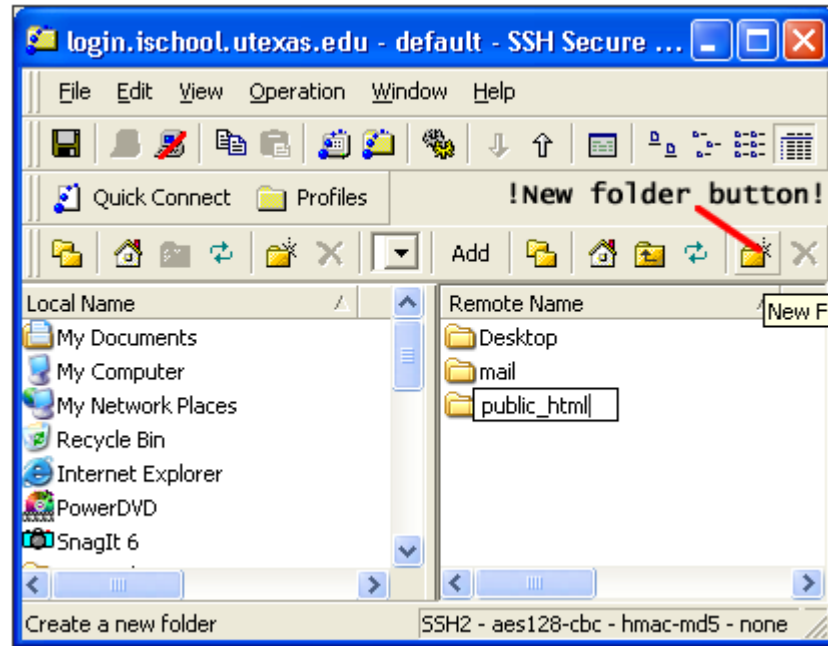 login.ischool.utexas.edu - default - SSH Secure ...
File Edit View Operation Window Help
Quick Connect Profiles !New folder button!
Add
Local Name Remote Name
New F
My Documents Desktop
My Computer mail
My Network Places public_html
Recycle Bin
Internet Explorer
PowerDVD
SnagIt 6
Create a new folder SSH2 - aes128-cbc - hmac-md5 - none